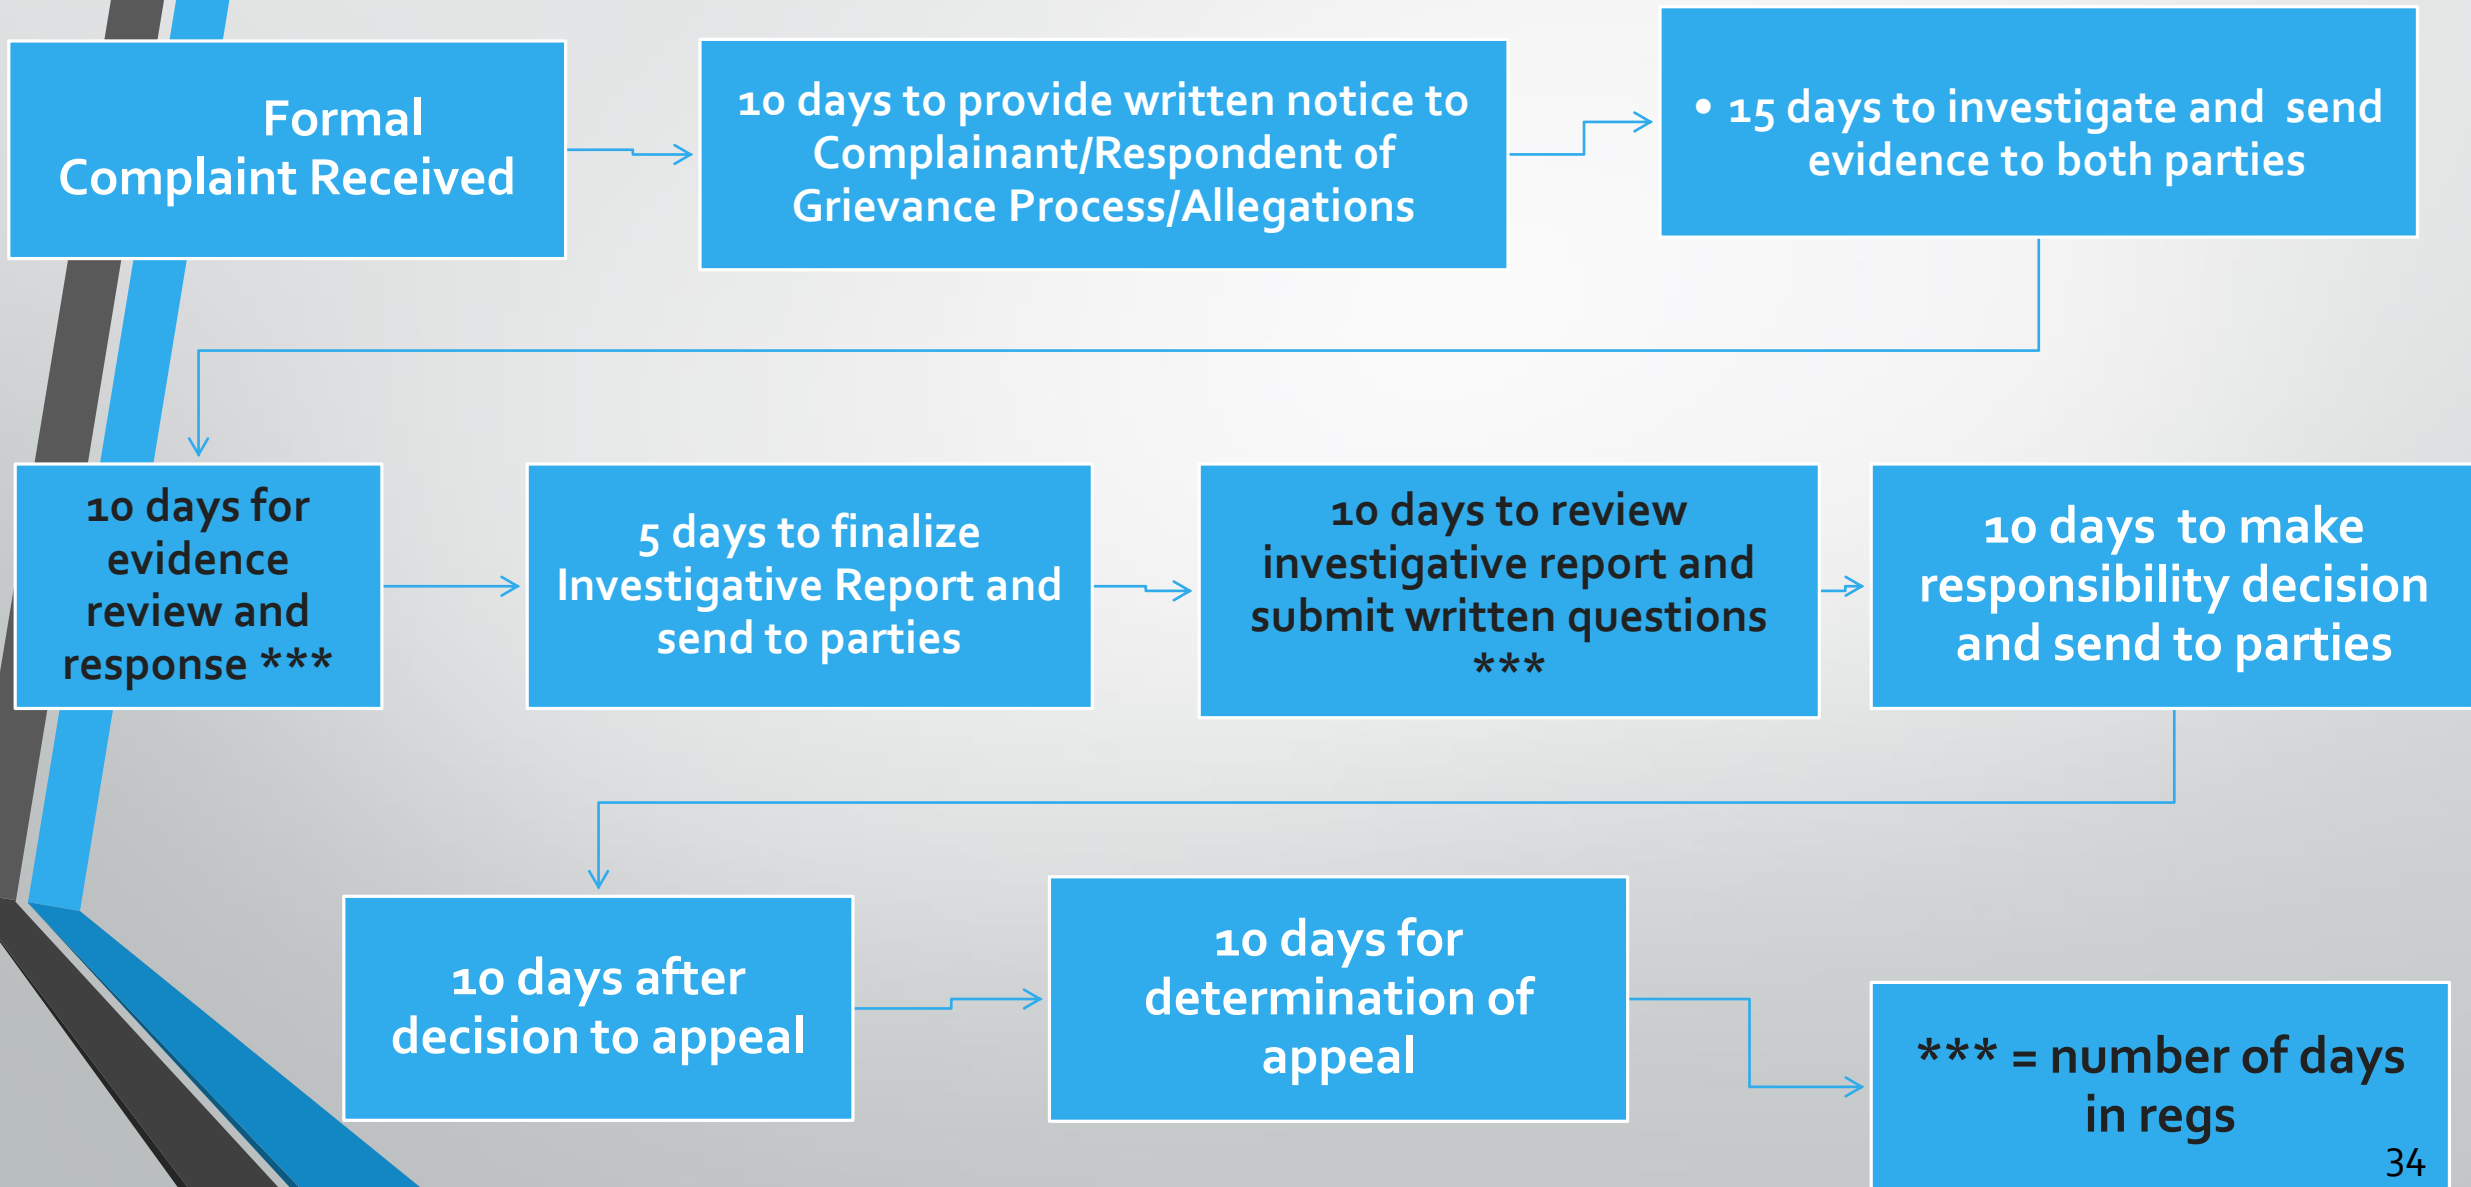 Formal
Complaint Received
10 days to provide written notice to
Complainant/Respondent of
Grievance Process/Allegations
• 15 days to investigate and send
evidence to both parties
10 days for
evidence
review and
response ***
5 days to finalize
Investigative Report and
send to parties
10 days to review
investigative report and
submit written questions
***
10 days to make
responsibility decision
and send to parties
10 days after
decision to appeal
10 days for
determination of
appeal
*** = number of days
in regs
34